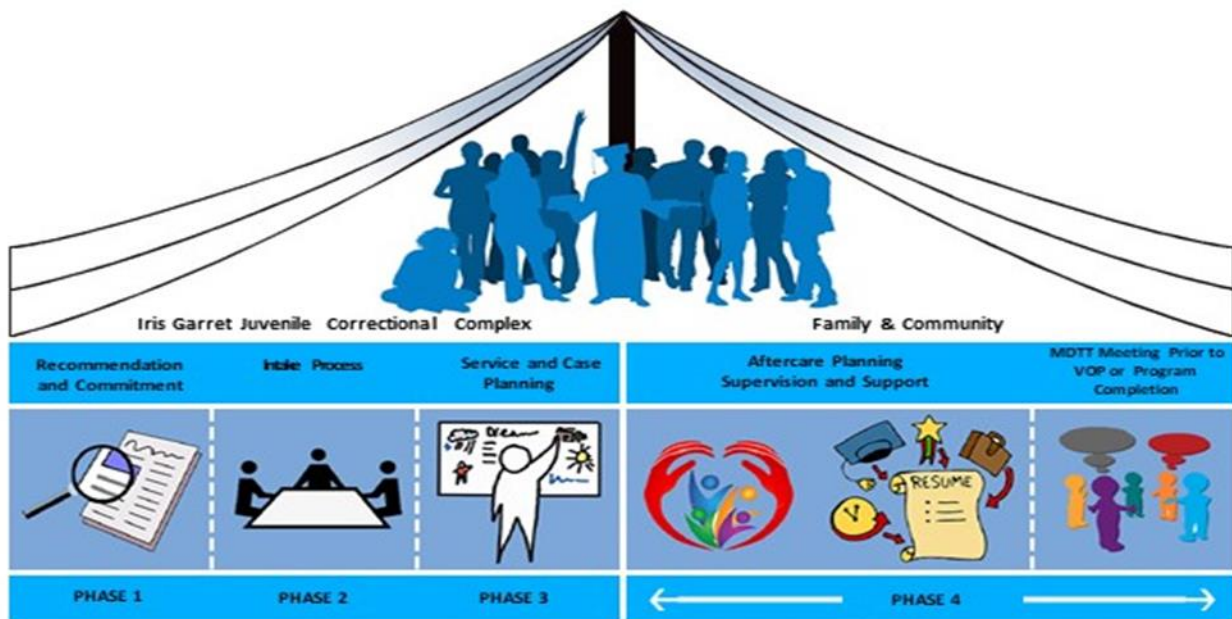 Iris Garret Juvenile Correctional Complex
Family & Community
Recommendation
and Commitment
Intake Process
Service and Case
Planning
Aftercare Planning
Supervision and Support
MDTT Meeting Prior to
VOP or Program
Completion
Dream
RESUME
PHASE 1
PHASE 2
PHASE 3
PHASE 4